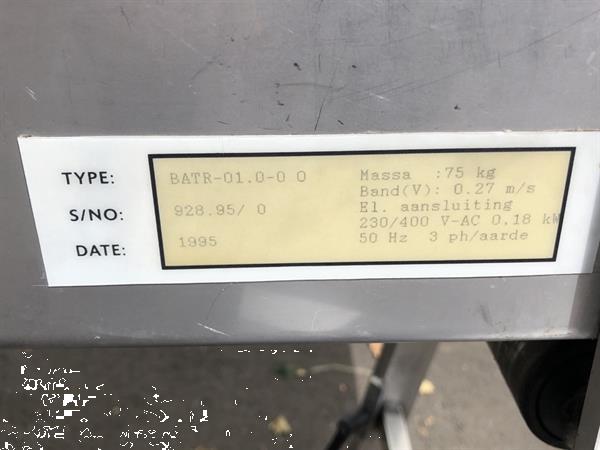 TYPE: BATR-01.0-0 0 Massa :75 kg
Band(V): 0.27 m/s
S/NO: 928.95/ 0 El. aansluiting
230/400 V-AC 0.18 kW
DATE: 1995 50 Hz 3 ph/aarde